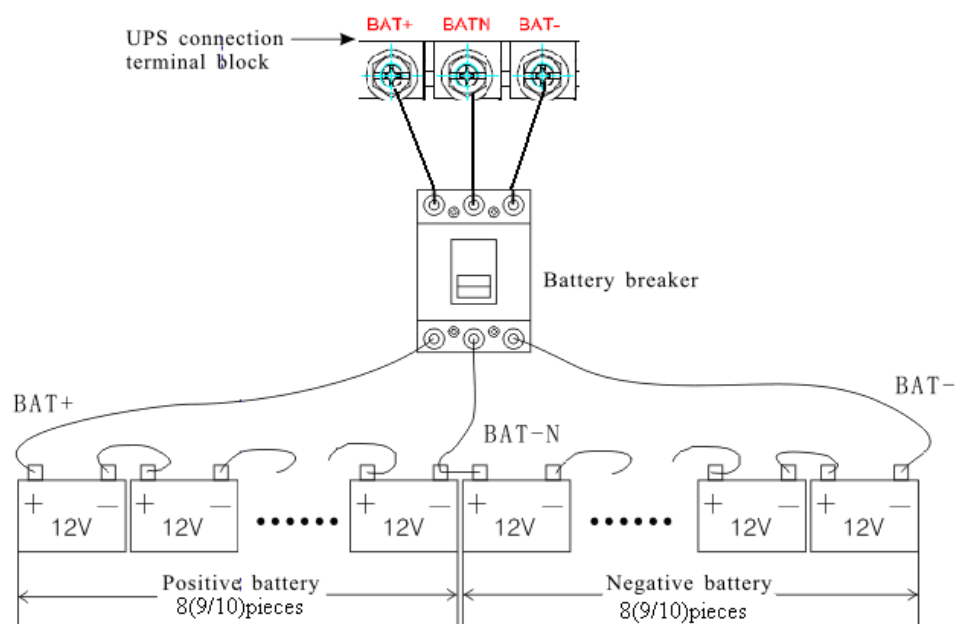 BAT+ BATN BAT-
UPS connection
terminal block
Battery breaker
BAT+
BAT-N
BAT-
+ − + − + − + − + − + −
12V 12V 12V 12V 12V 12V
Positive battery
8(9/10)pieces
Negative battery
8(9/10)pieces